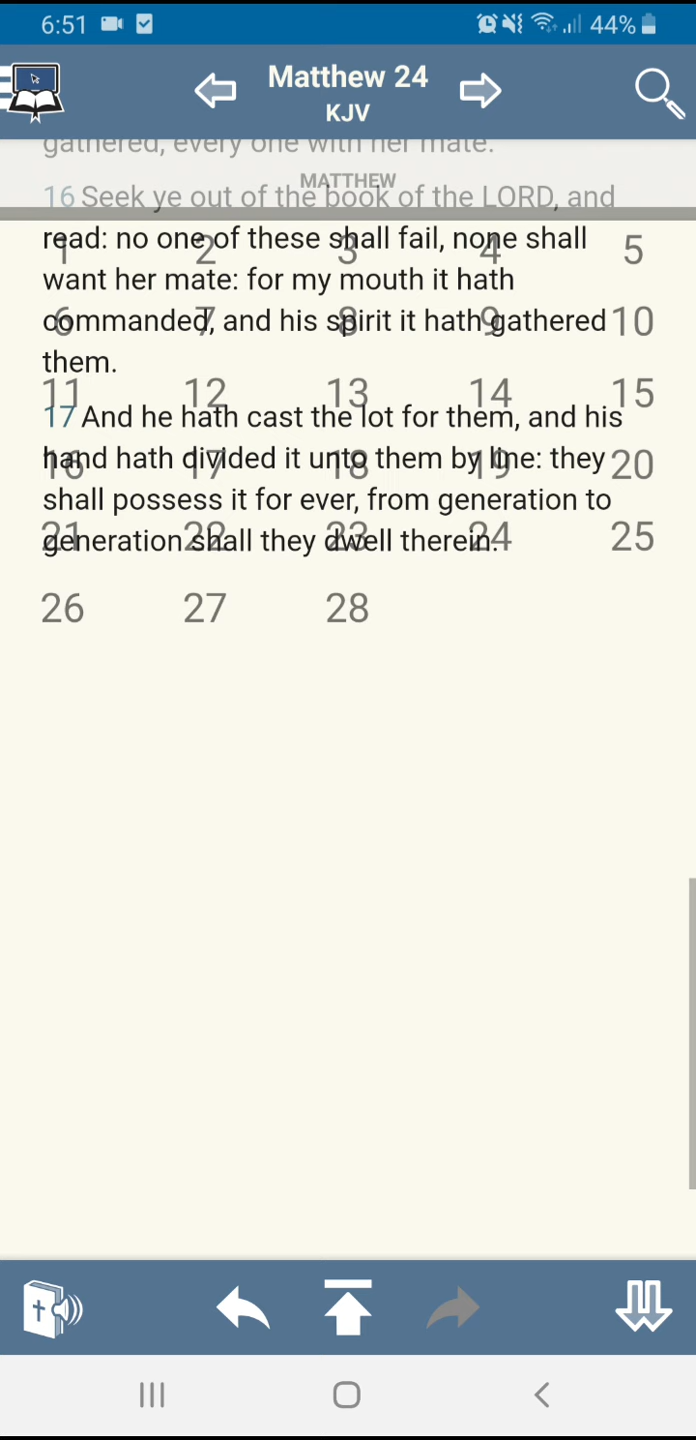 6:51 44%
Matthew 24
KJV
gathered, every one with her mate.
MATTHEW
16 Seek ye out of the book of the LORD, and
read: no one of these shall fail, none shall
1 2 3 4 5
want her mate: for my mouth it hath
commanded, and his spirit it hath gathered
6 7 8 9 10
them.
11 12 13 14 15
17 And he hath cast the lot for them, and his
hand hath divided it unto them by line: they
16 17 18 19 20
shall possess it for ever, from generation to
generation shall they dwell therein.
21 22 23 24 25
26 27 28